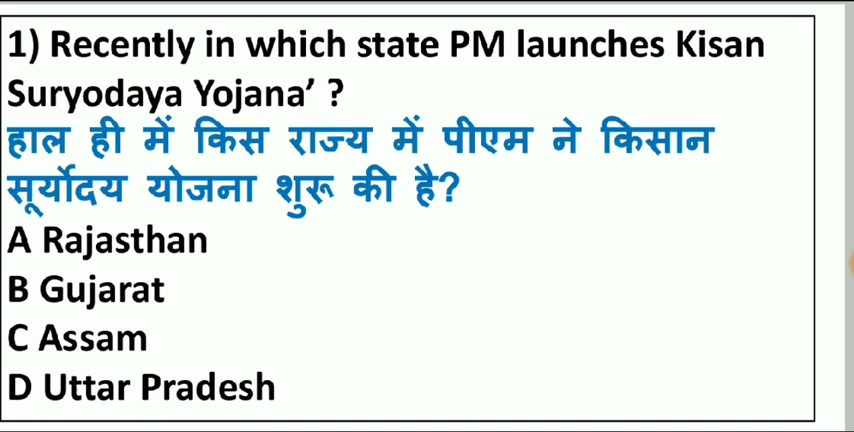 1) Recently in which state PM launches Kisan
Suryodaya Yojana’ ?
हाल ही में किस राज्य में पीएम ने किसान
सूर्योदय योजना शुरू की है?
A Rajasthan
B Gujarat
C Assam
D Uttar Pradesh